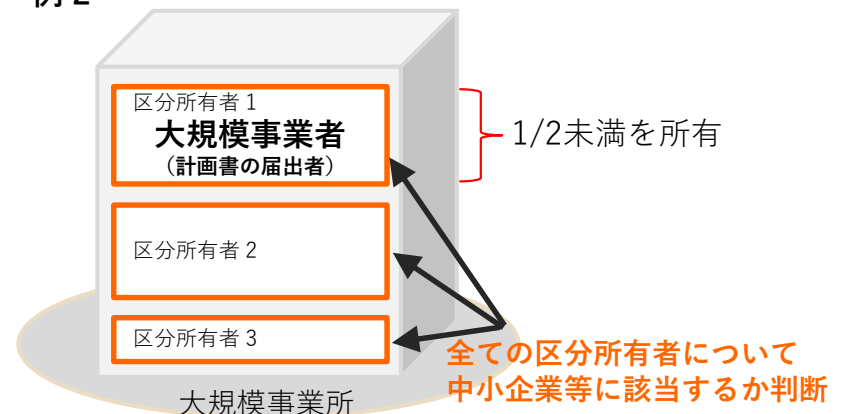 例2
区分所有者1
大規模事業者
（計画書の届出者）
1/2未満を所有
区分所有者2
区分所有者3
全ての区分所有者について
中小企業等に該当するか判断
大規模事業所